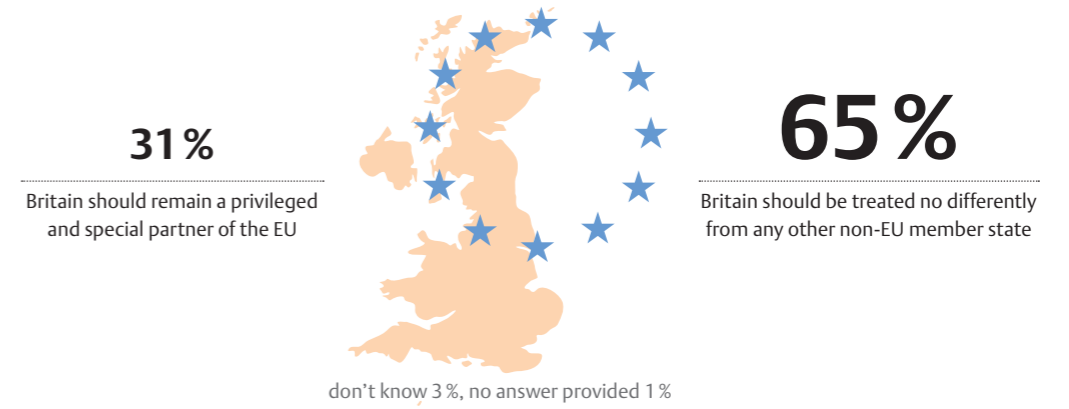 31 %
Britain should remain a privileged
and special partner of the EU
65 %
Britain should be treated no differently
from any other non-EU member state
don't know 3 %, no answer provided 1 %